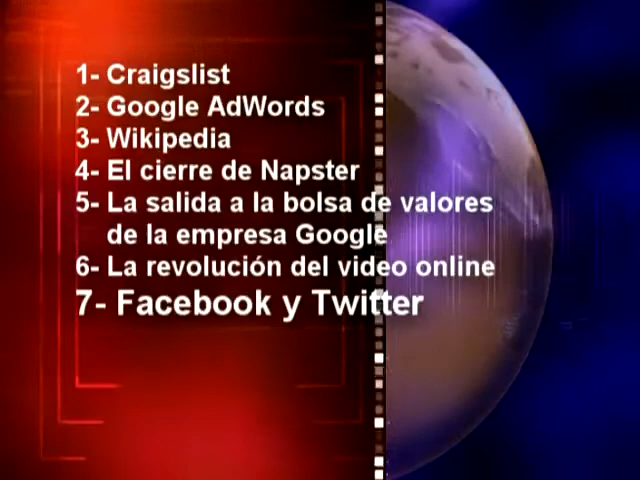 1- Craigslist
2- Google AdWords
3- Wikipedia
4- El cierre de Napster
5- La salida a la bolsa de valores
de la empresa Google
6- La revolución del video online
7- Facebook y Twitter